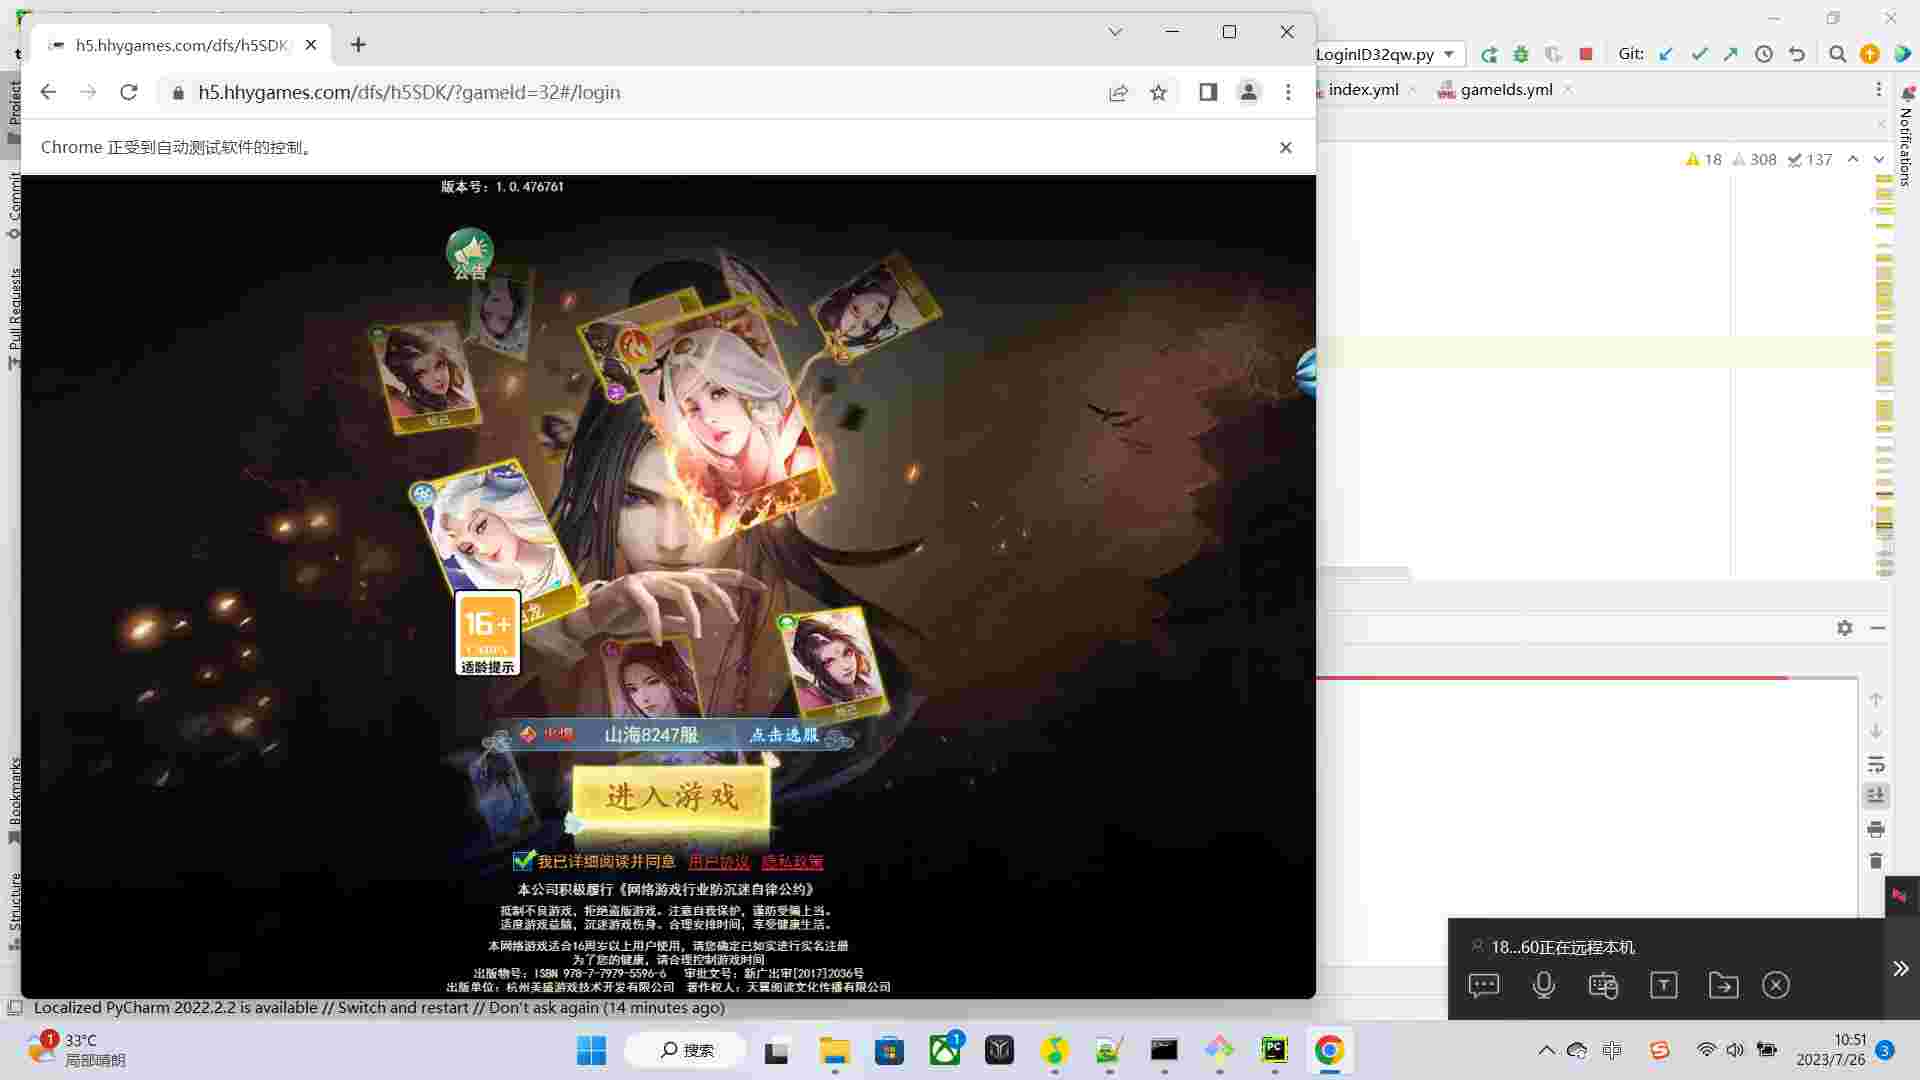 h5.hhygames.com/dfs/h5SDK
LoginID32qw.py
Git:
h5.hhygames.com/dfs/h5SDK/?gameId=32#/login
index.yml
gameIds.yml
Chrome 正受到自动测试软件的控制。
18
308
137
Project
Commit
Pull Requests
Bookmarks
Structure
Notifications
版本号: 1.0.476761
公告
16+
适龄提示
山海8247服
点击选服
进入游戏
我已详细阅读并同意 用户协议 隐私政策
本公司积极履行《网络游戏行业防沉迷自律公约》
抵制不良游戏，拒绝盗版游戏。注意自我保护，谨防受骗上当。
适度游戏益脑，沉迷游戏伤身。合理安排时间，享受健康生活。
本网络游戏适合16周岁以上用户使用，请您确定已如实进行实名注册
为了您的健康，请合理控制游戏时间
出版物号: ISBN 978-7-7979-5596-6 审批文号: 新广出审[2017]2036号
出版单位: 杭州美盛游戏技术开发有限公司 著作权人: 天翼阅读文化传播有限公司
18...60正在远程本机
Localized PyCharm 2022.2.2 is available // Switch and restart // Don't ask again (14 minutes ago)
1
33°C
局部晴朗
搜索
1
中
10:51
2023/7/26
3